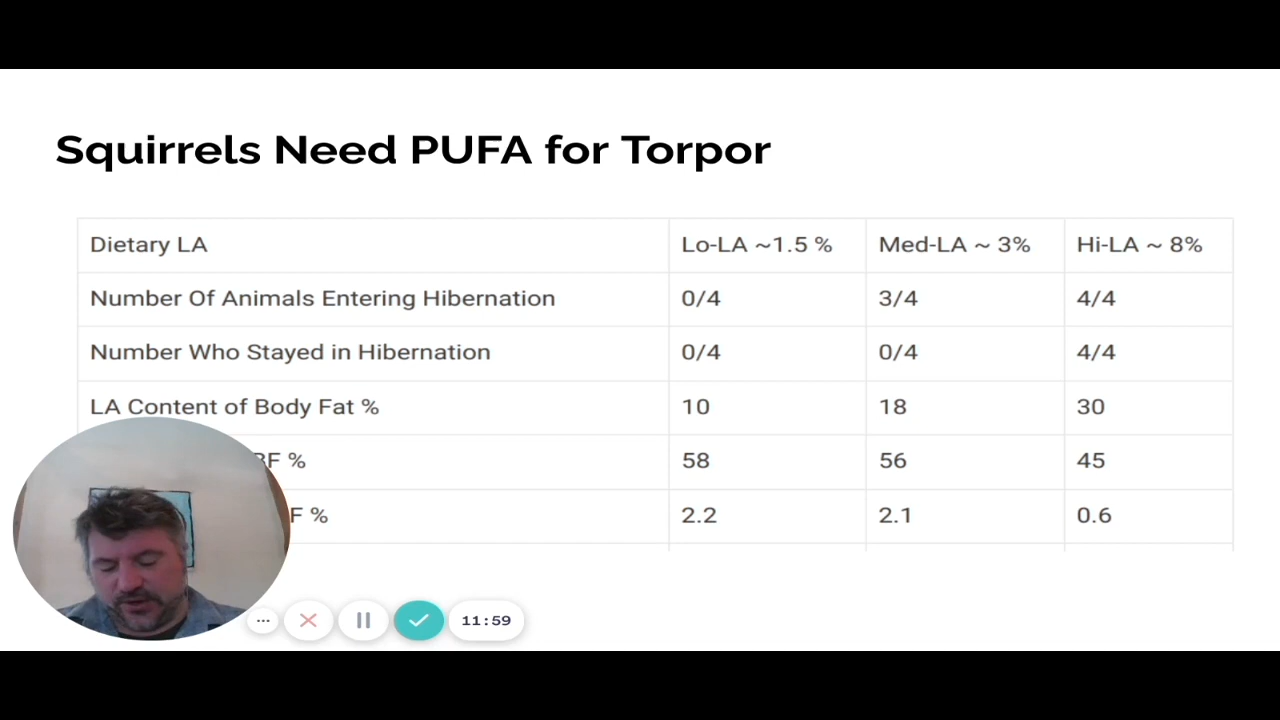 Squirrels Need PUFA for Torpor
Dietary LA Lo-LA ~1.5 % Med-LA ~ 3% Hi-LA ~ 8%
Number Of Animals Entering Hibernation 0/4 3/4 4/4
Number Who Stayed in Hibernation 0/4 0/4 4/4
LA Content of Body Fat % 10 18 30
% 58 56 45
% 2.2 2.1 0.6
11:59